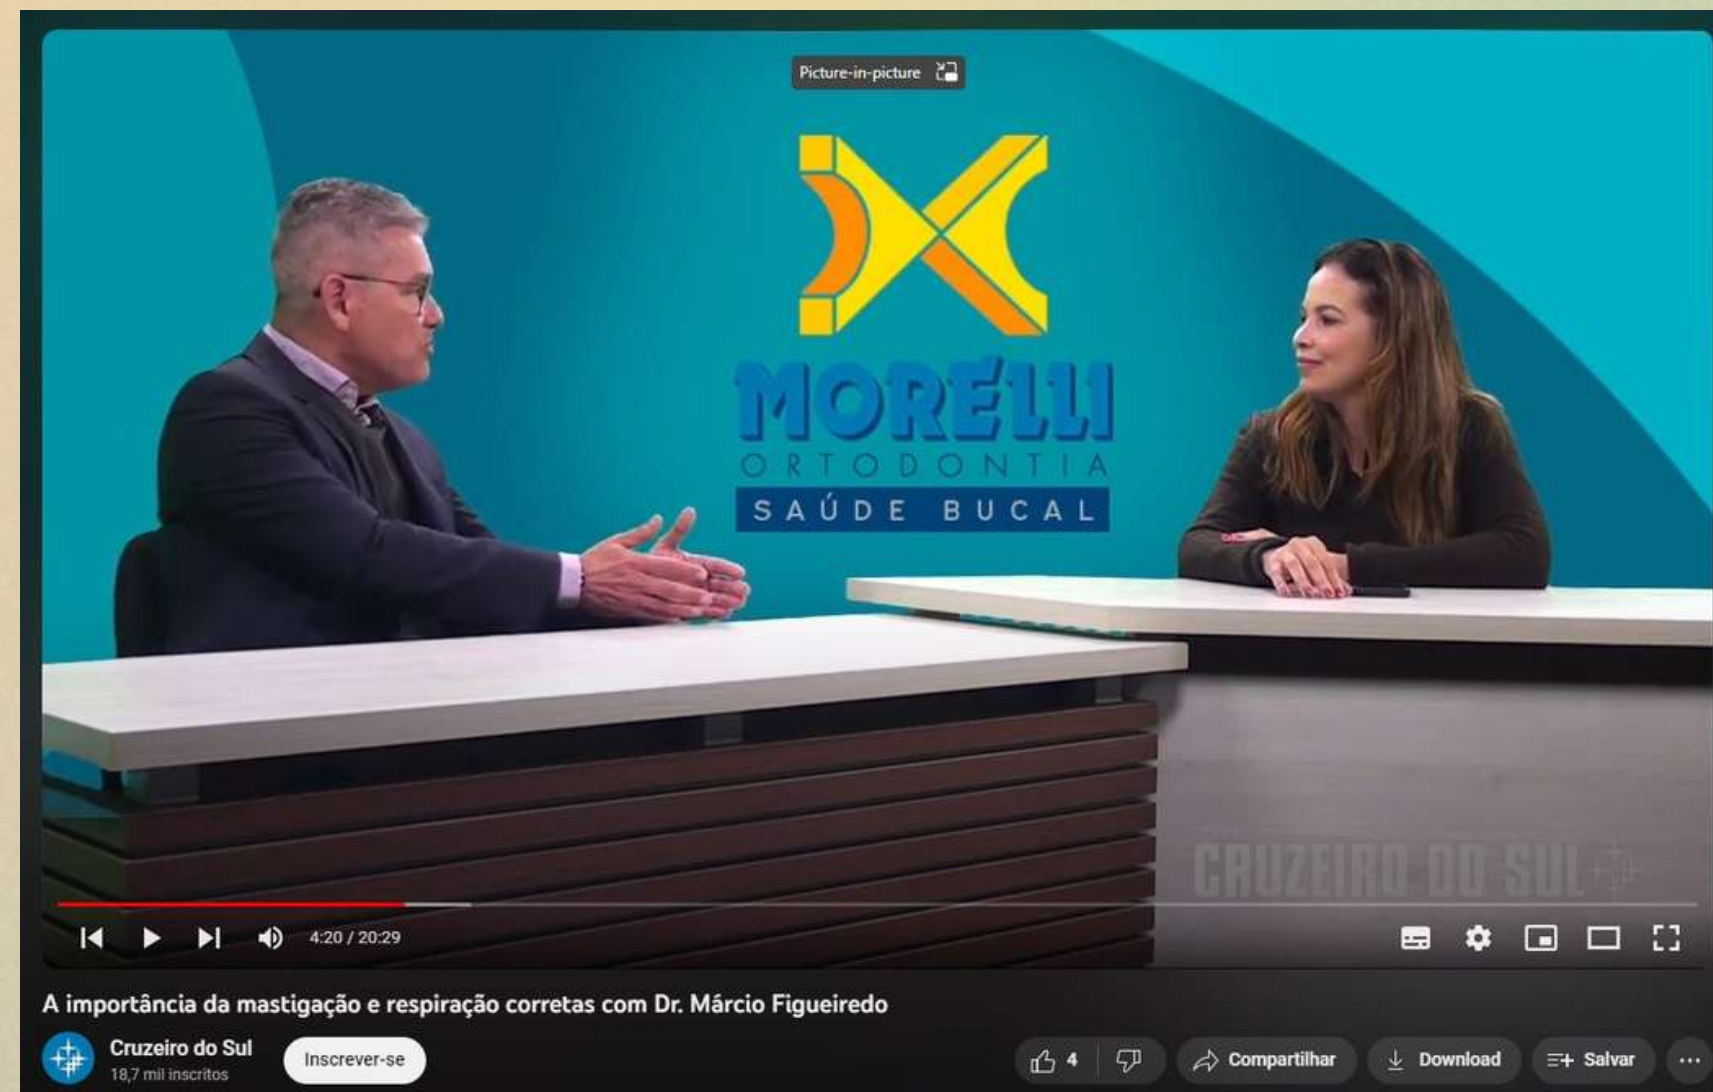 Picture-in-picture
MORELLI
ORTODONTIA
SAÚDE BUCAL
CRUZEIRO DO SUL
4:20 / 20:29
A importância da mastigação e respiração corretas com Dr. Márcio Figueiredo
Cruzeiro do Sul
18,7 mil inscritos
Inscrever-se
4
Compartilhar
Download
Salvar